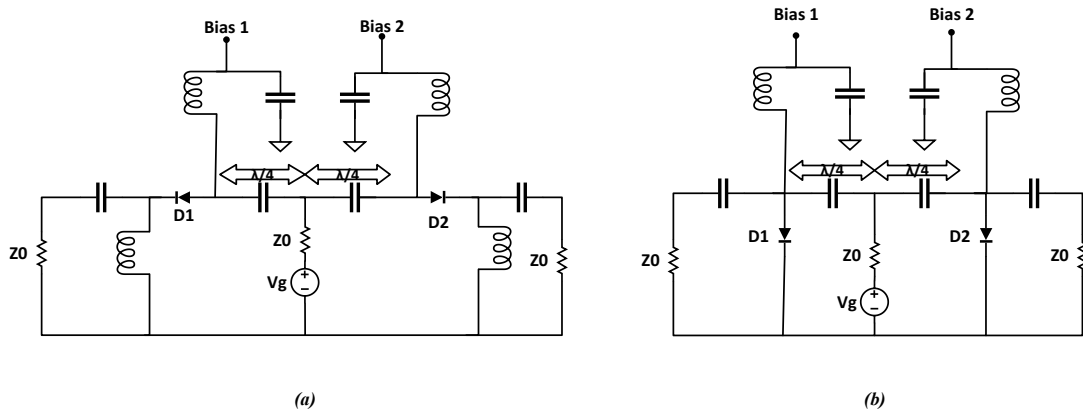 Bias 1 Bias 2
λ/4 λ/4
D1 D2
Z0 Z0 Z0
Vg
(a)
Bias 1 Bias 2
λ/4 λ/4
D1 D2
Z0 Z0 Z0
Vg
(b)